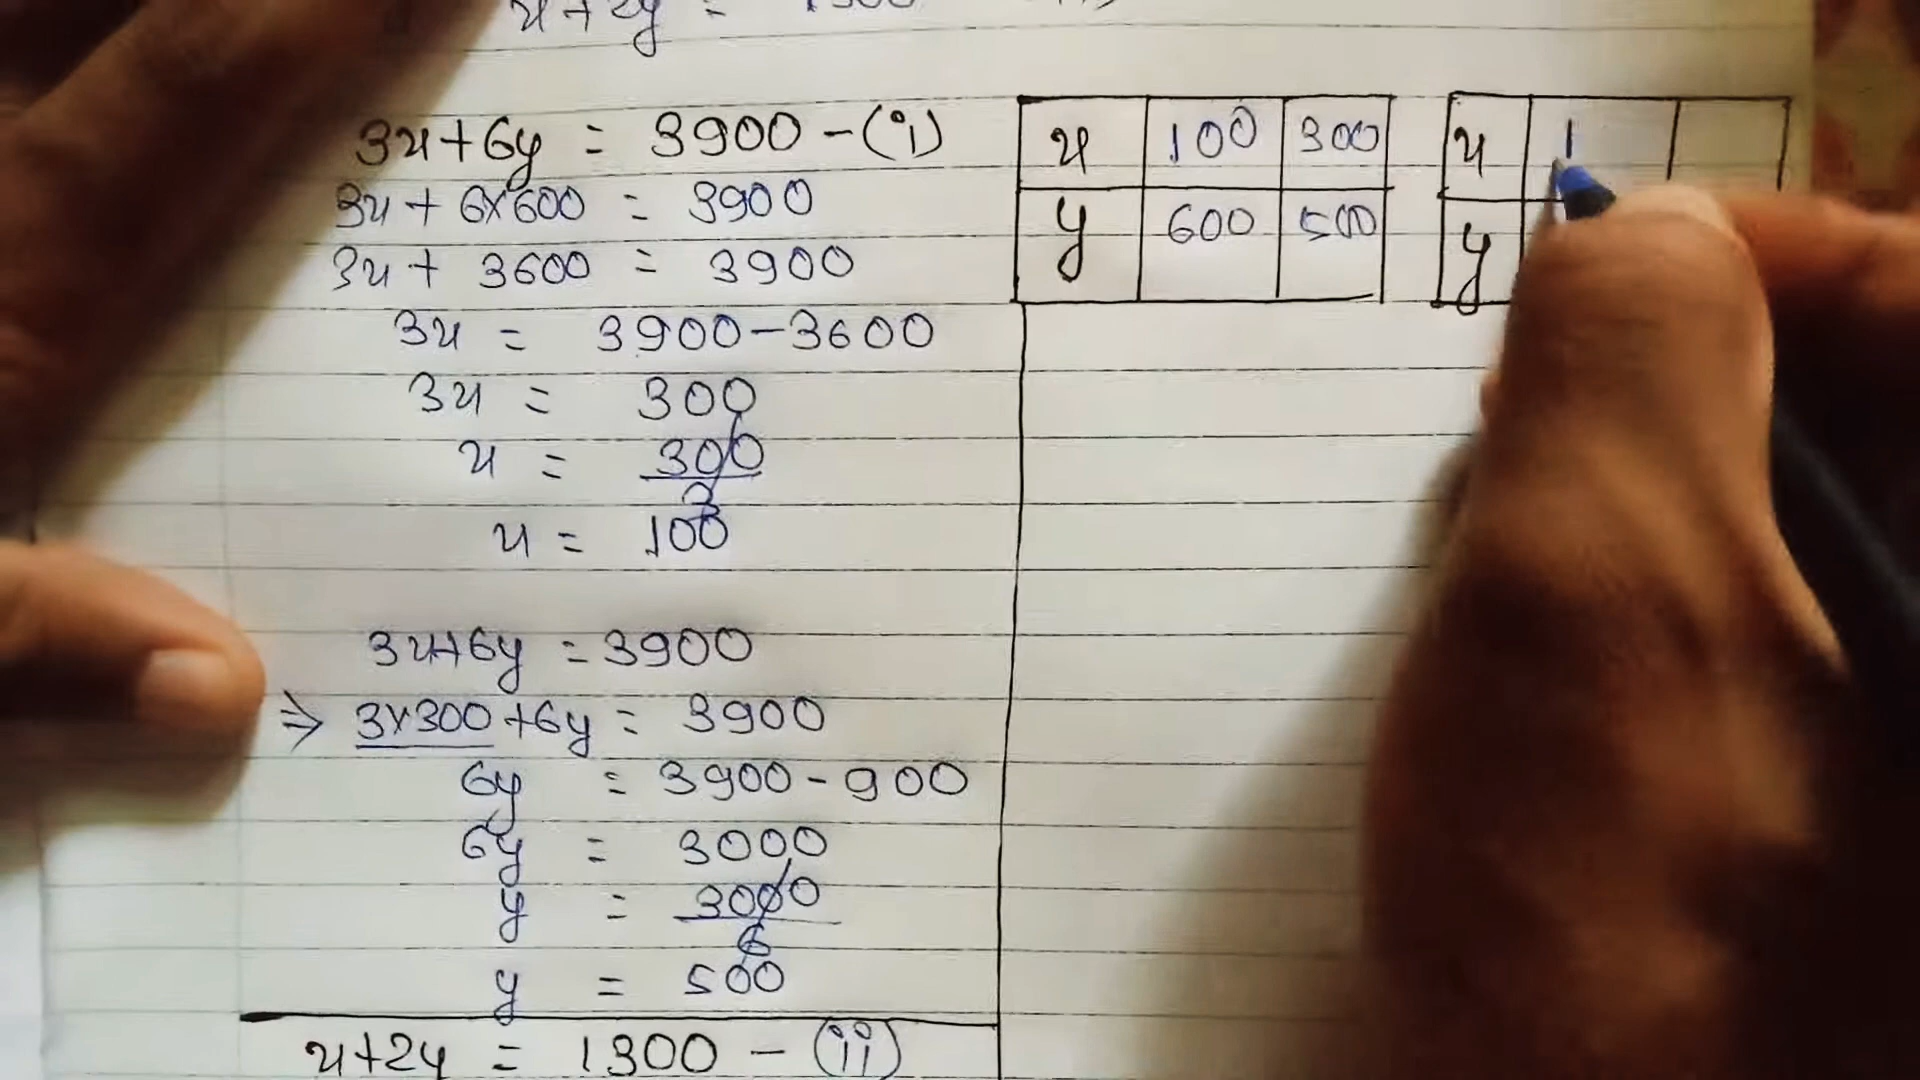 x+2y = 1300
3x+6y = 3900 -(i)
3x + 6×600 = 3900
3x + 3600 = 3900
3x = 3900-3600
3x = 300
x = 300/3
x = 100
3x+6y = 3900
⇒ 3×300+6y = 3900
6y = 3900-900
6y = 3000
y = 3000/6
y = 500
x+2y = 1300 - (ii)
x 100 300
y 600 500
x 1
y